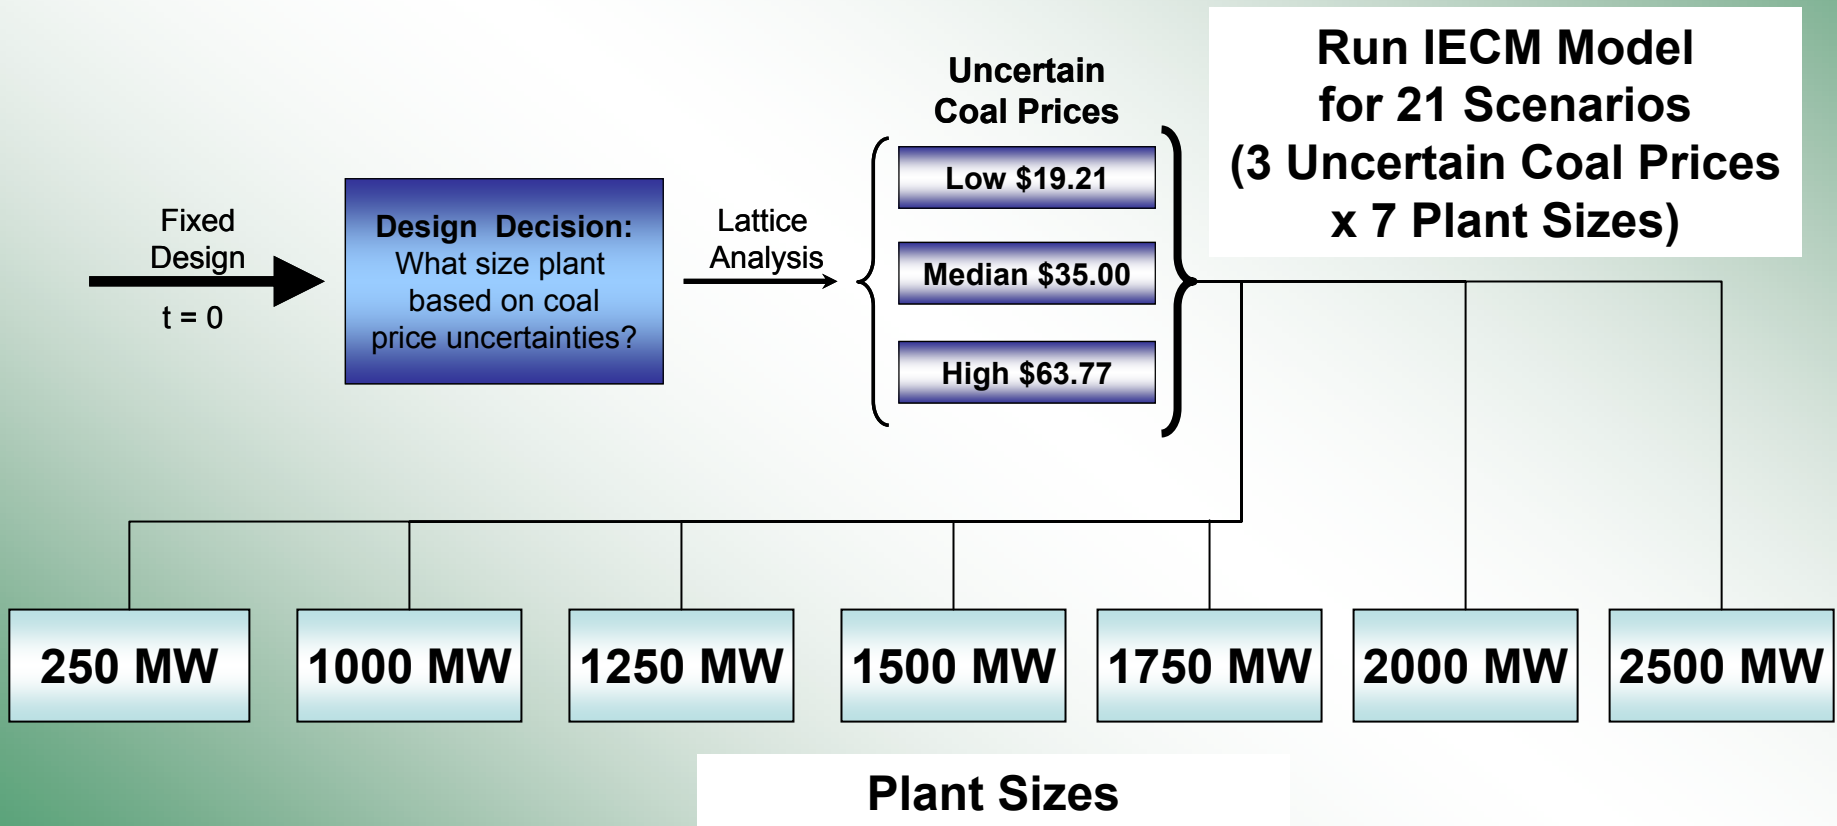 Run IECM Model
for 21 Scenarios
(3 Uncertain Coal Prices
x 7 Plant Sizes)
Uncertain
Coal Prices
Low $19.21
Median $35.00
High $63.77
Fixed
Design
t = 0
Design Decision:
What size plant
based on coal
price uncertainties?
Lattice
Analysis
250 MW
1000 MW
1250 MW
1500 MW
1750 MW
2000 MW
2500 MW
Plant Sizes